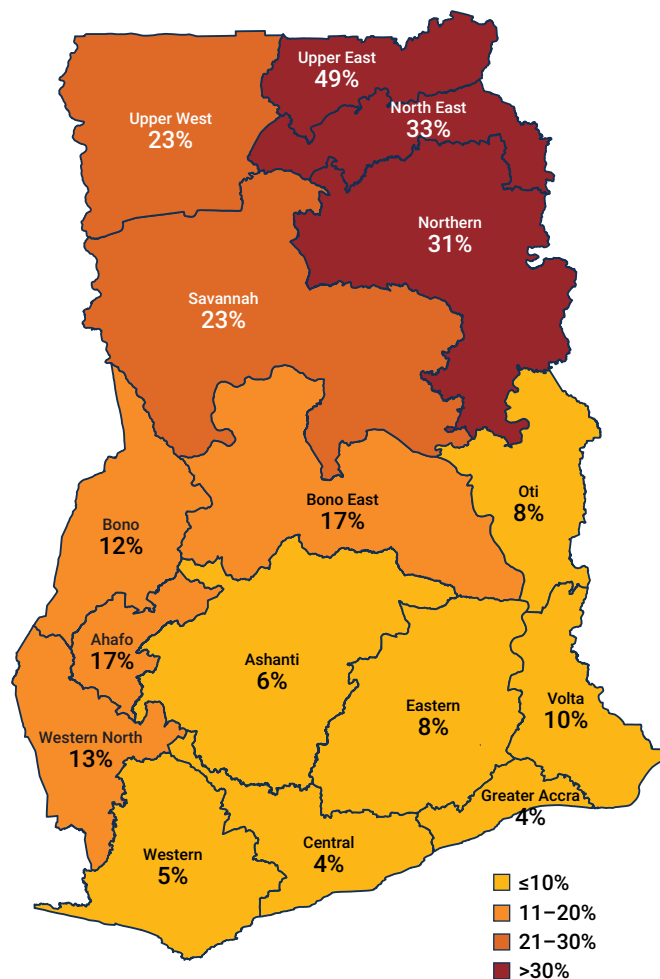 Upper East
49%
North East
33%
Upper West
23%
Northern
31%
Savannah
23%
Oti
8%
Bono East
17%
Bono
12%
Ahafo
17%
Ashanti
6%
Eastern
8%
Volta
10%
Western North
13%
Greater Accra
4%
Central
4%
Western
5%
≤10%
11–20%
21–30%
>30%